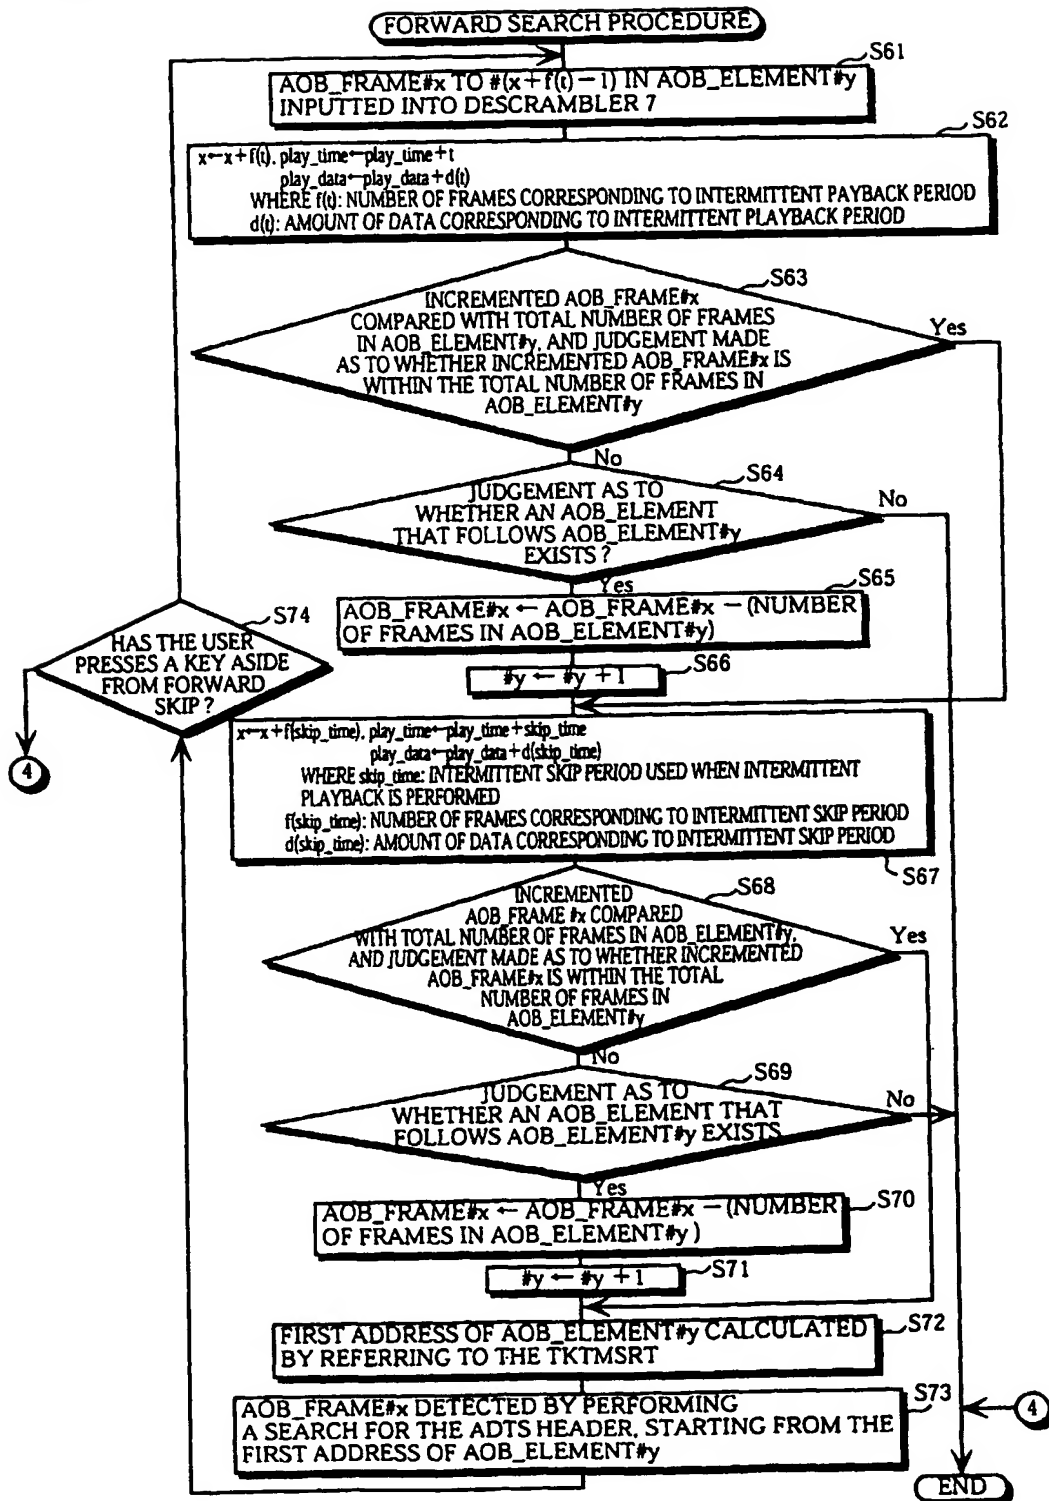 FORWARD SEARCH PROCEDURE
S61
AOB_FRAME#x TO #(x+f(t)-1) IN AOB_ELEMENT#y
INPUTTED INTO DESCRAMBLER 7
S62
x←x+f(t), play_time←play_time+t
play_data←play_data+d(t)
WHERE f(t): NUMBER OF FRAMES CORRESPONDING TO INTERMITTENT PAYBACK PERIOD
d(t): AMOUNT OF DATA CORRESPONDING TO INTERMITTENT PLAYBACK PERIOD
S63
INCREMENTED AOB_FRAME#x
COMPARED WITH TOTAL NUMBER OF FRAMES
IN AOB_ELEMENT#y, AND JUDGEMENT MADE
AS TO WHETHER INCREMENTED AOB_FRAME#x IS
WITHIN THE TOTAL NUMBER OF FRAMES IN
AOB_ELEMENT#y
Yes
No
S64
JUDGEMENT AS TO
WHETHER AN AOB_ELEMENT
THAT FOLLOWS AOB_ELEMENT#y
EXISTS ?
No
Yes
S65
AOB_FRAME#x ← AOB_FRAME#x - (NUMBER
OF FRAMES IN AOB_ELEMENT#y)
S66
#y ← #y + 1
S74
HAS THE USER
PRESSES A KEY ASIDE
FROM FORWARD
SKIP ?
4
x←x+f(skip_time), play_time←play_time+skip_time
play_data←play_data+d(skip_time)
WHERE skip_time: INTERMITTENT SKIP PERIOD USED WHEN INTERMITTENT
PLAYBACK IS PERFORMED
f(skip_time): NUMBER OF FRAMES CORRESPONDING TO INTERMITTENT SKIP PERIOD
d(skip_time): AMOUNT OF DATA CORRESPONDING TO INTERMITTENT SKIP PERIOD
S67
S68
INCREMENTED
AOB_FRAME #x COMPARED
WITH TOTAL NUMBER OF FRAMES IN AOB_ELEMENT#y,
AND JUDGEMENT MADE AS TO WHETHER INCREMENTED
AOB_FRAME#x IS WITHIN THE TOTAL
NUMBER OF FRAMES IN
AOB_ELEMENT#y
Yes
No
S69
JUDGEMENT AS TO
WHETHER AN AOB_ELEMENT THAT
FOLLOWS AOB_ELEMENT#y EXISTS
No
Yes
S70
AOB_FRAME#x ← AOB_FRAME#x - (NUMBER
OF FRAMES IN AOB_ELEMENT#y )
S71
#y ← #y + 1
S72
FIRST ADDRESS OF AOB_ELEMENT#y CALCULATED
BY REFERRING TO THE TKTMSRT
S73
AOB_FRAME#x DETECTED BY PERFORMING
A SEARCH FOR THE ADTS HEADER, STARTING FROM THE
FIRST ADDRESS OF AOB_ELEMENT#y
4
END